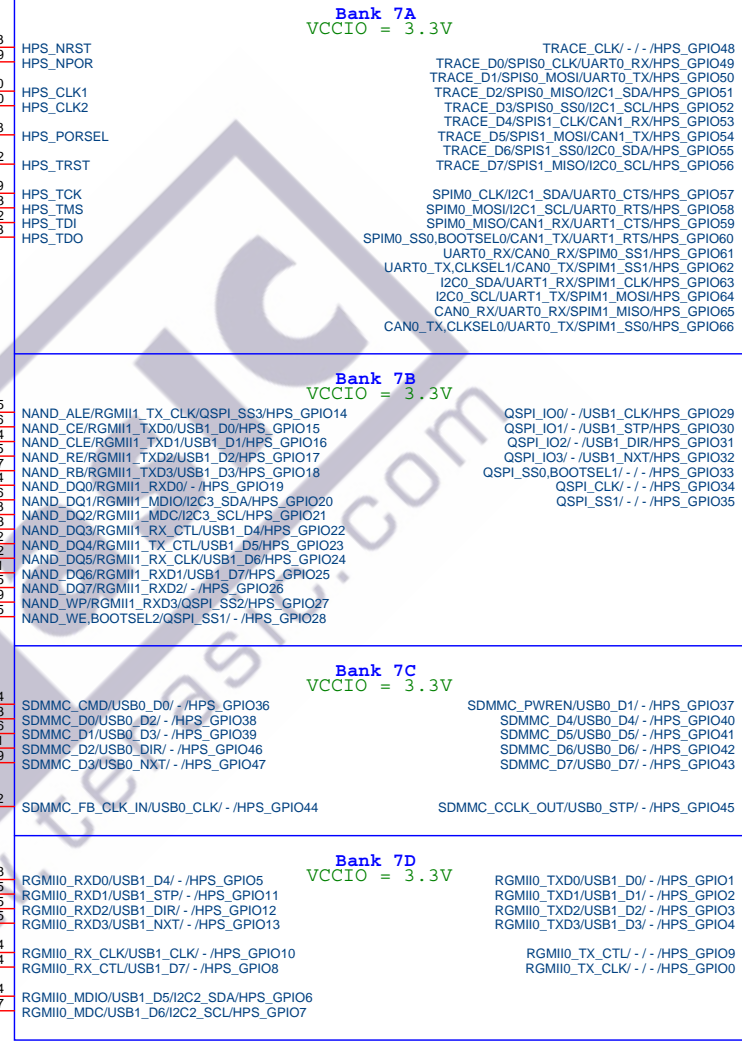 Bank 7A
VCCIO = 3.3V
HPS_NRST
HPS_NPOR
HPS_CLK1
HPS_CLK2
HPS_PORSEL
HPS_TRST
HPS_TCK
HPS_TMS
HPS_TDI
HPS_TDO
TRACE_CLK/ - / - /HPS_GPIO48
TRACE_D0/SPIS0_CLK/UART0_RX/HPS_GPIO49
TRACE_D1/SPIS0_MOSI/UART0_TX/HPS_GPIO50
TRACE_D2/SPIS0_MISO/I2C1_SDA/HPS_GPIO51
TRACE_D3/SPIS0_SS0/I2C1_SCL/HPS_GPIO52
TRACE_D4/SPIS1_CLK/CAN1_RX/HPS_GPIO53
TRACE_D5/SPIS1_MOSI/CAN1_TX/HPS_GPIO54
TRACE_D6/SPIS1_SS0/I2C0_SDA/HPS_GPIO55
TRACE_D7/SPIS1_MISO/I2C0_SCL/HPS_GPIO56
SPIM0_CLK/I2C1_SDA/UART0_CTS/HPS_GPIO57
SPIM0_MOSI/I2C1_SCL/UART0_RTS/HPS_GPIO58
SPIM0_MISO/CAN1_RX/UART1_CTS/HPS_GPIO59
SPIM0_SS0,BOOTSEL0/CAN1_TX/UART1_RTS/HPS_GPIO60
UART0_RX/CAN0_RX/SPIM0_SS1/HPS_GPIO61
UART0_TX,CLKSEL1/CAN0_TX/SPIM1_SS1/HPS_GPIO62
I2C0_SDA/UART1_RX/SPIM1_CLK/HPS_GPIO63
I2C0_SCL/UART1_TX/SPIM1_MOSI/HPS_GPIO64
CAN0_RX/UART0_RX/SPIM1_MISO/HPS_GPIO65
CAN0_TX,CLKSEL0/UART0_TX/SPIM1_SS0/HPS_GPIO66
Bank 7B
VCCIO = 3.3V
NAND_ALE/RGMII1_TX_CLK/QSPI_SS3/HPS_GPIO14
NAND_CE/RGMII1_TXD0/USB1_D0/HPS_GPIO15
NAND_CLE/RGMII1_TXD1/USB1_D1/HPS_GPIO16
NAND_RE/RGMII1_TXD2/USB1_D2/HPS_GPIO17
NAND_RB/RGMII1_TXD3/USB1_D3/HPS_GPIO18
NAND_DQ0/RGMII1_RXD0/ - /HPS_GPIO19
NAND_DQ1/RGMII1_MDIO/I2C3_SDA/HPS_GPIO20
NAND_DQ2/RGMII1_MDC/I2C3_SCL/HPS_GPIO21
NAND_DQ3/RGMII1_RX_CTL/USB1_D4/HPS_GPIO22
NAND_DQ4/RGMII1_TX_CTL/USB1_D5/HPS_GPIO23
NAND_DQ5/RGMII1_RX_CLK/USB1_D6/HPS_GPIO24
NAND_DQ6/RGMII1_RXD1/USB1_D7/HPS_GPIO25
NAND_DQ7/RGMII1_RXD2/ - /HPS_GPIO26
NAND_WP/RGMII1_RXD3/QSPI_SS2/HPS_GPIO27
NAND_WE,BOOTSEL2/QSPI_SS1/ - /HPS_GPIO28
QSPI_IO0/ - /USB1_CLK/HPS_GPIO29
QSPI_IO1/ - /USB1_STP/HPS_GPIO30
QSPI_IO2/ - /USB1_DIR/HPS_GPIO31
QSPI_IO3/ - /USB1_NXT/HPS_GPIO32
QSPI_SS0,BOOTSEL1/ - / - /HPS_GPIO33
QSPI_CLK/ - / - /HPS_GPIO34
QSPI_SS1/ - / - /HPS_GPIO35
Bank 7C
VCCIO = 3.3V
SDMMC_CMD/USB0_D0/ - /HPS_GPIO36
SDMMC_D0/USB0_D2/ - /HPS_GPIO38
SDMMC_D1/USB0_D3/ - /HPS_GPIO39
SDMMC_D2/USB0_DIR/ - /HPS_GPIO46
SDMMC_D3/USB0_NXT/ - /HPS_GPIO47
SDMMC_FB_CLK_IN/USB0_CLK/ - /HPS_GPIO44
SDMMC_PWREN/USB0_D1/ - /HPS_GPIO37
SDMMC_D4/USB0_D4/ - /HPS_GPIO40
SDMMC_D5/USB0_D5/ - /HPS_GPIO41
SDMMC_D6/USB0_D6/ - /HPS_GPIO42
SDMMC_D7/USB0_D7/ - /HPS_GPIO43
SDMMC_CCLK_OUT/USB0_STP/ - /HPS_GPIO45
Bank 7D
VCCIO = 3.3V
RGMII0_RXD0/USB1_D4/ - /HPS_GPIO5
RGMII0_RXD1/USB1_STP/ - /HPS_GPIO11
RGMII0_RXD2/USB1_DIR/ - /HPS_GPIO12
RGMII0_RXD3/USB1_NXT/ - /HPS_GPIO13
RGMII0_RX_CLK/USB1_CLK/ - /HPS_GPIO10
RGMII0_RX_CTL/USB1_D7/ - /HPS_GPIO8
RGMII0_MDIO/USB1_D5/I2C2_SDA/HPS_GPIO6
RGMII0_MDC/USB1_D6/I2C2_SCL/HPS_GPIO7
RGMII0_TXD0/USB1_D0/ - /HPS_GPIO1
RGMII0_TXD1/USB1_D1/ - /HPS_GPIO2
RGMII0_TXD2/USB1_D2/ - /HPS_GPIO3
RGMII0_TXD3/USB1_D3/ - /HPS_GPIO4
RGMII0_TX_CTL/ - / - /HPS_GPIO9
RGMII0_TX_CLK/ - / - /HPS_GPIO0
.terasic.com